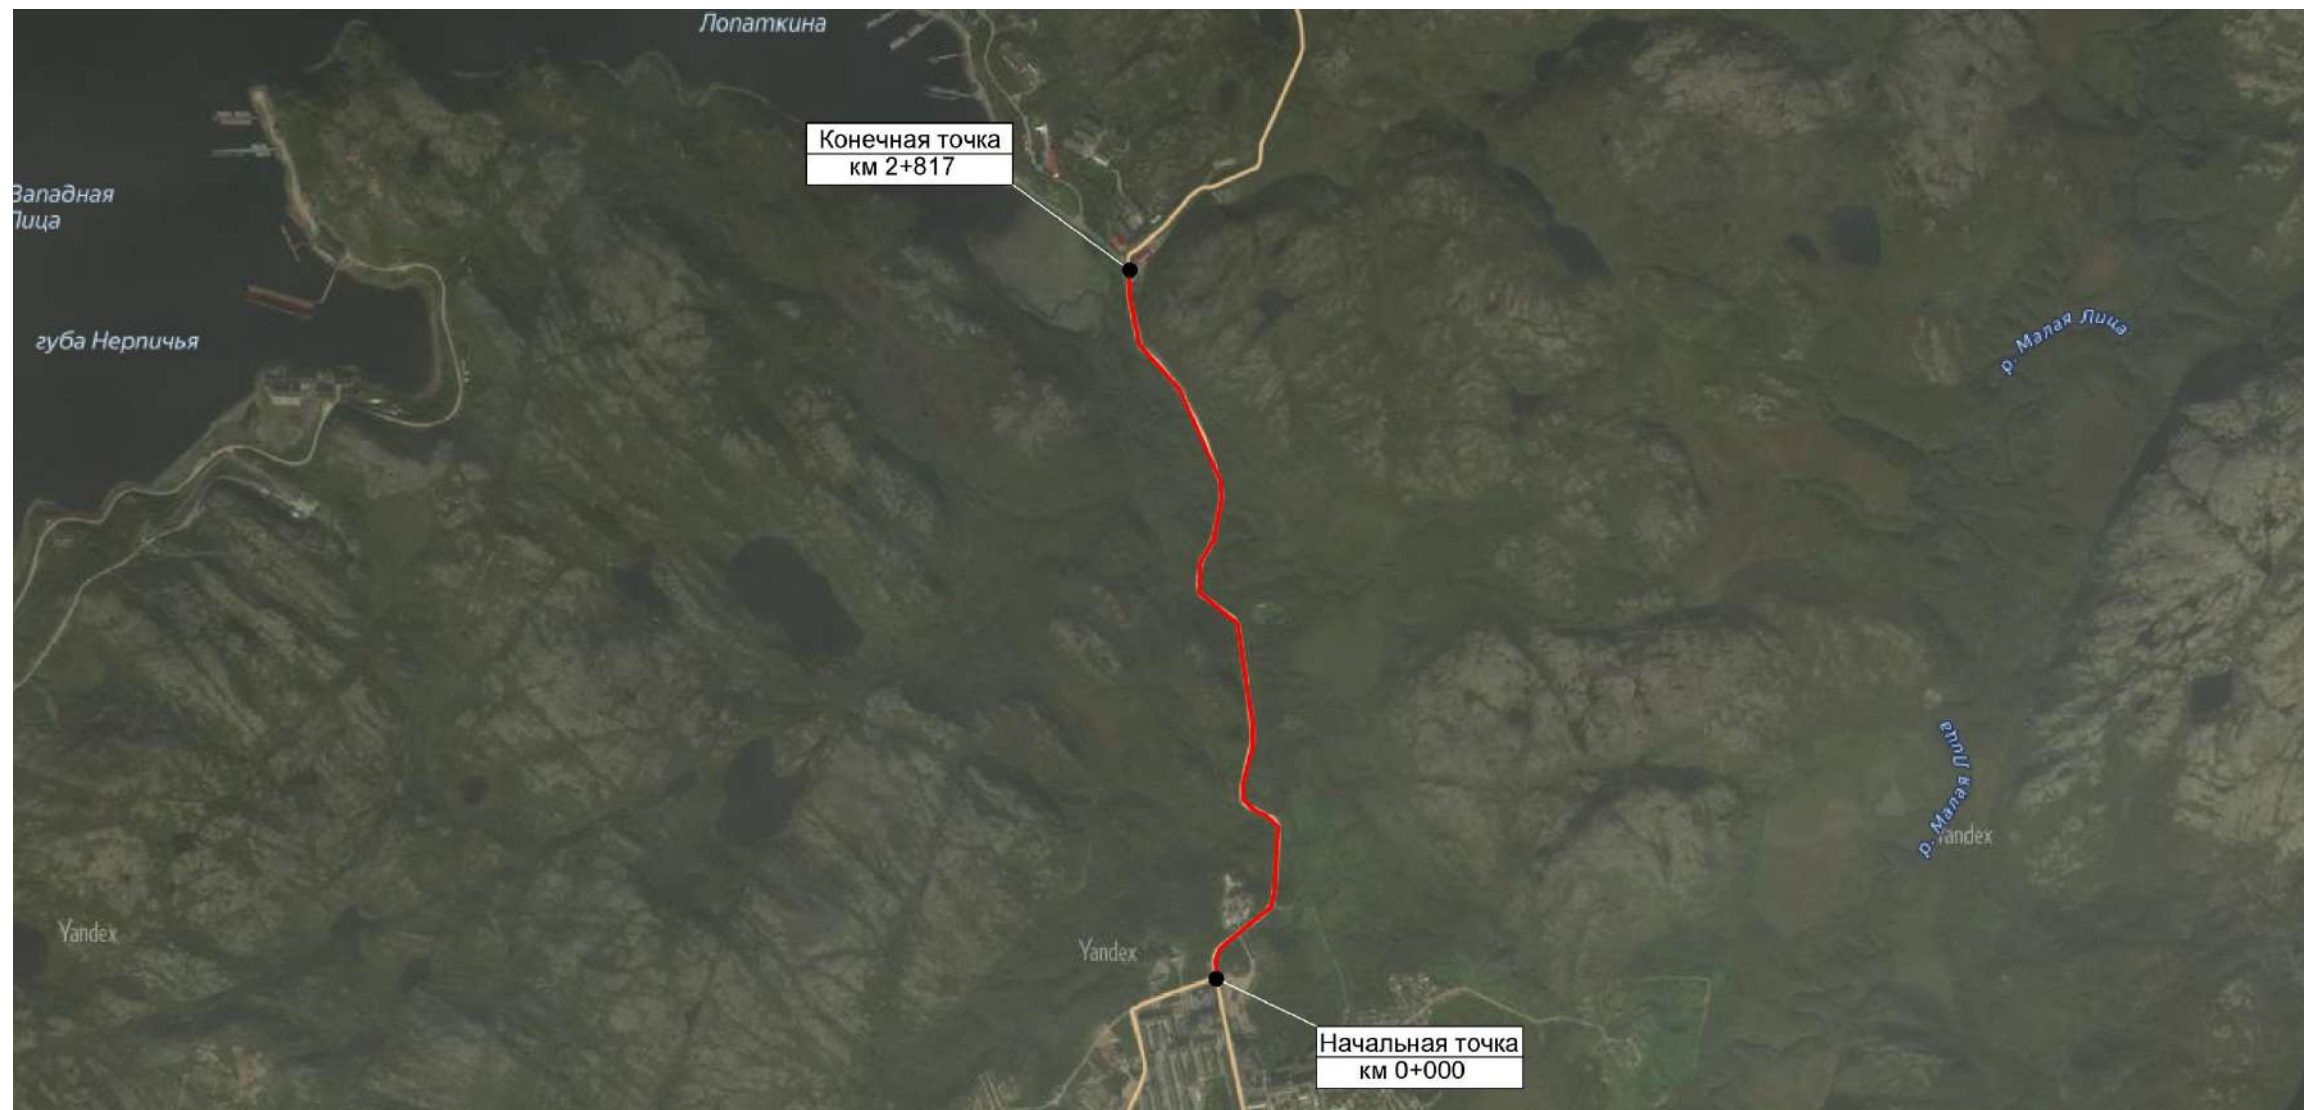 Лопаткина
Конечная точка
км 2+817
Западная
Лица
губа Нерпичья
р. Малая Лица
р. Малая Лица
Yandex
Yandex
Yandex
Начальная точка
км 0+000